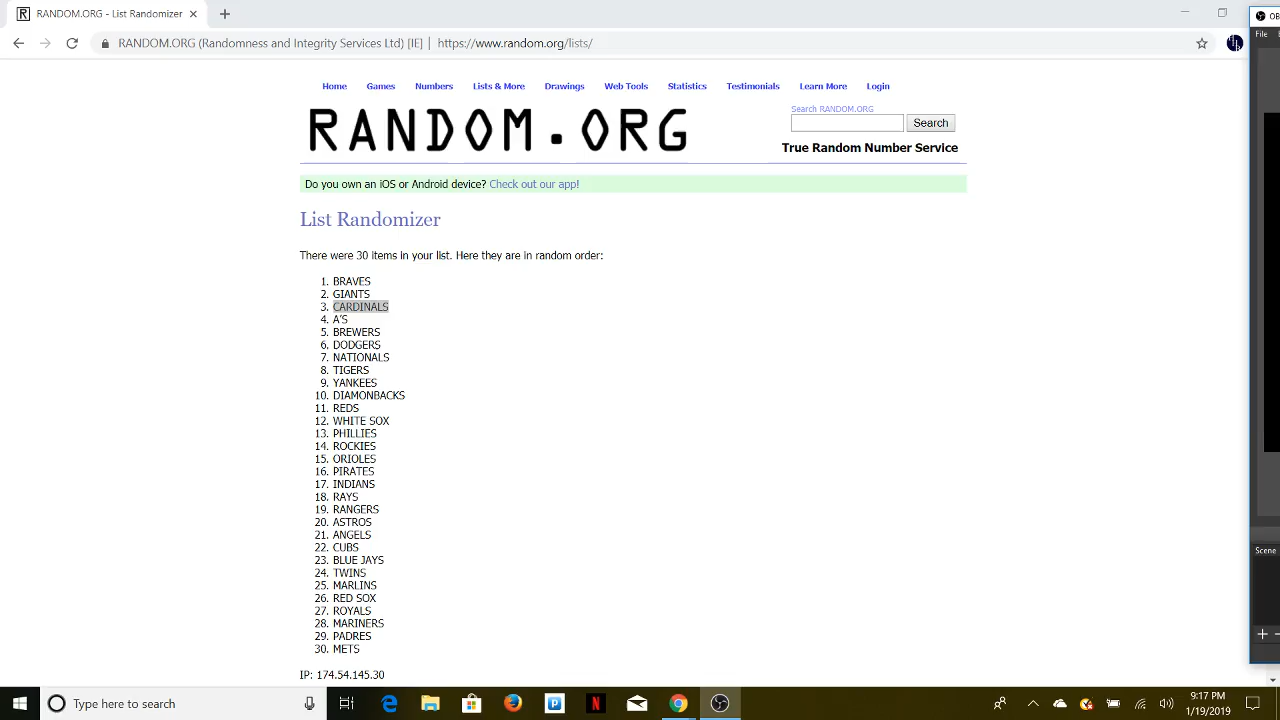 RANDOM.ORG - List Randomizer
OB
RANDOM.ORG (Randomness and Integrity Services Ltd) [IE] | https://www.random.org/lists/
File
Home Games Numbers Lists & More Drawings Web Tools Statistics Testimonials Learn More Login
RANDOM.ORG
Search RANDOM.ORG
Search
True Random Number Service
Do you own an iOS or Android device? Check out our app!
List Randomizer
There were 30 items in your list. Here they are in random order:
1. BRAVES
2. GIANTS
3. CARDINALS
4. A'S
5. BREWERS
6. DODGERS
7. NATIONALS
8. TIGERS
9. YANKEES
10. DIAMONBACKS
11. REDS
12. WHITE SOX
13. PHILLIES
14. ROCKIES
15. ORIOLES
16. PIRATES
17. INDIANS
18. RAYS
19. RANGERS
20. ASTROS
21. ANGELS
22. CUBS
23. BLUE JAYS
24. TWINS
25. MARLINS
26. RED SOX
27. ROYALS
28. MARINERS
29. PADRES
30. METS
Scene
IP: 174.54.145.30
Type here to search
9:17 PM
1/19/2019